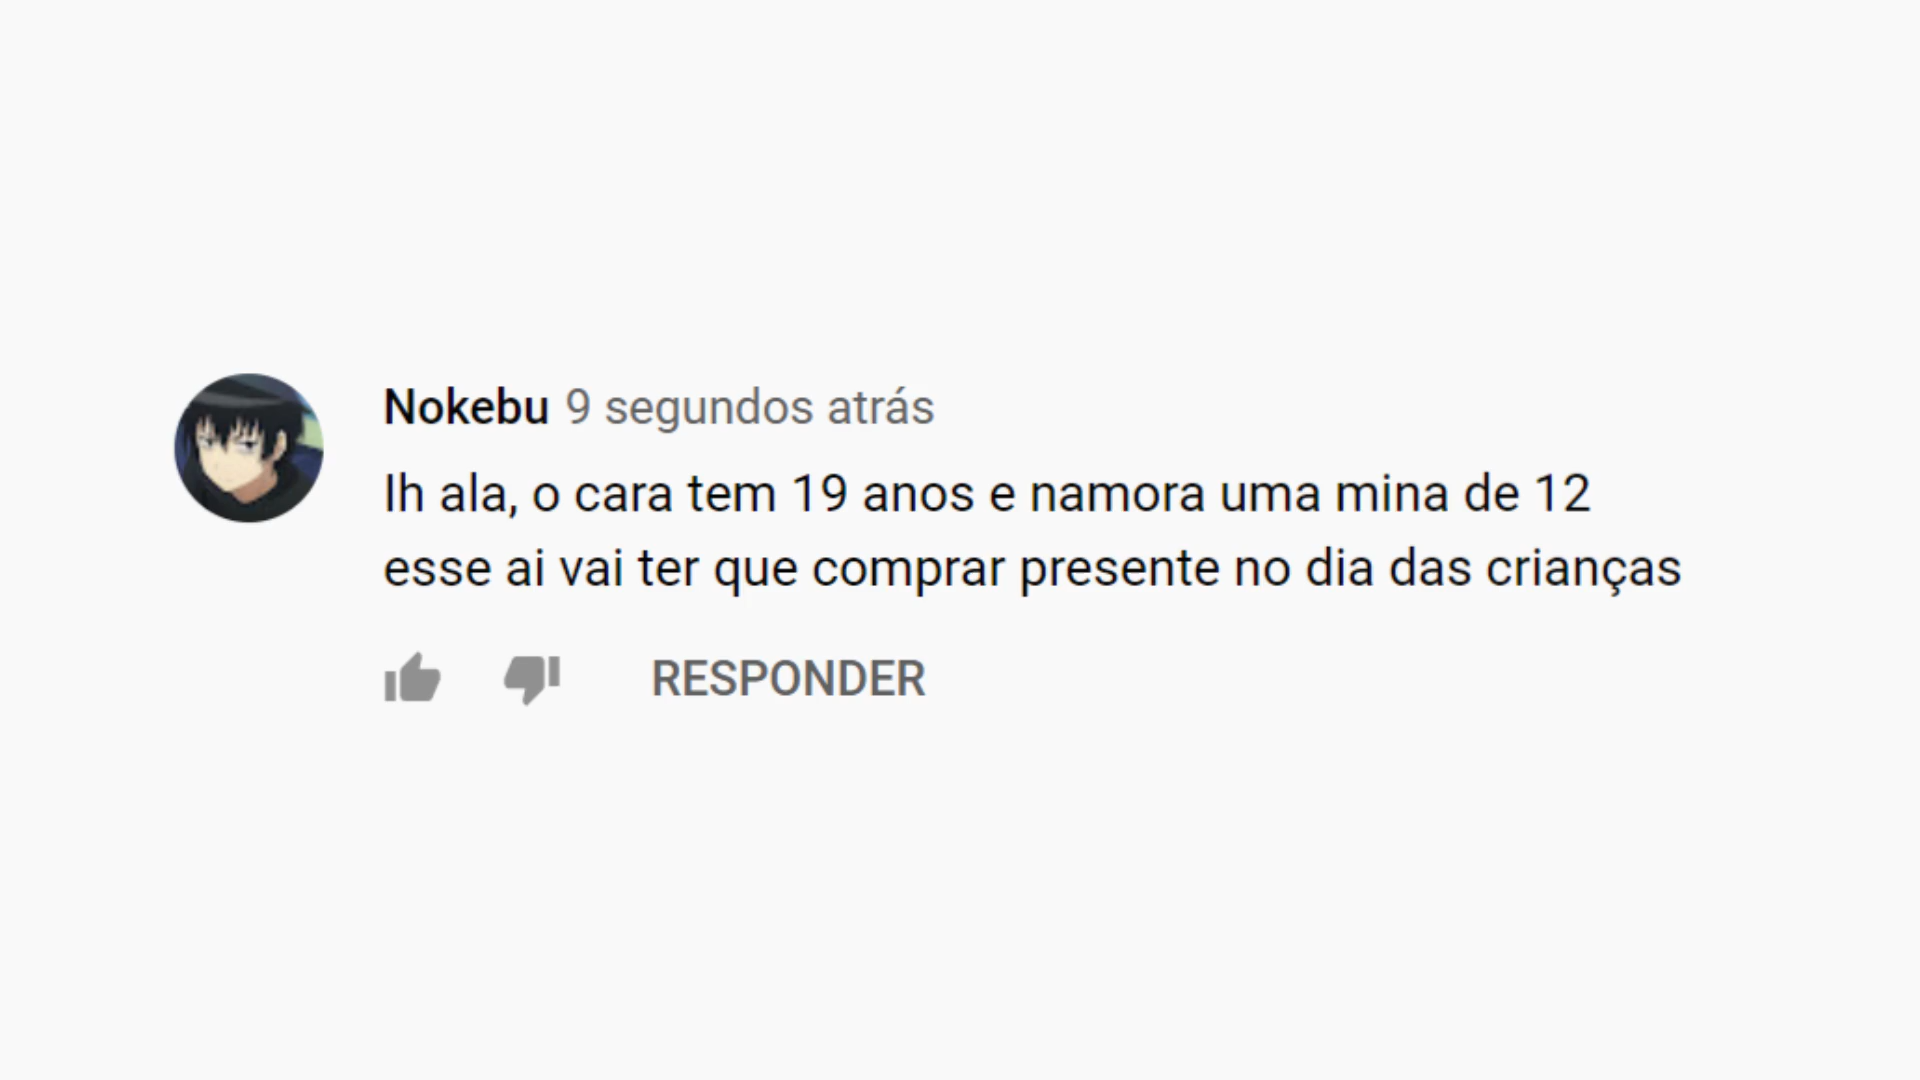 Nokebu 9 segundos atrás
Ih ala, o cara tem 19 anos e namora uma mina de 12
esse ai vai ter que comprar presente no dia das crianças
RESPONDER